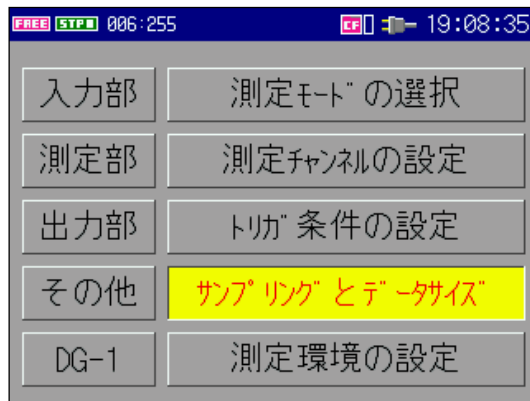 FREE STPE 006:255 CF 19:08:35
入力部 測定ﾓｰﾄﾞの選択
測定部 測定ﾁｬﾝﾈﾙの設定
出力部 ﾄﾘｶﾞ条件の設定
その他 ｻﾝﾌﾟﾘﾝｸﾞとﾃﾞｰﾀｻｲｽﾞ
DG-1 測定環境の設定